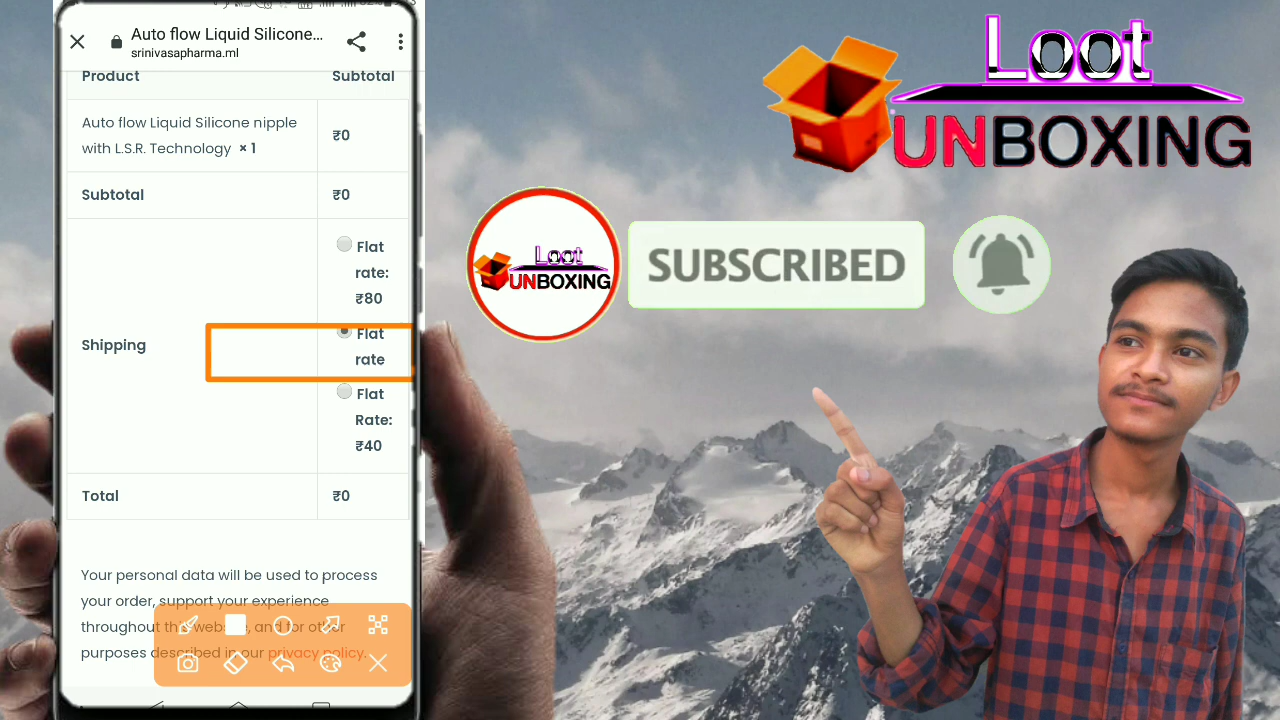 Auto flow Liquid Silicone...
srinivasapharma.ml
Product
Subtotal
Auto flow Liquid Silicone nipple
with L.S.R. Technology × 1
₹0
Subtotal
₹0
Shipping
Flat
rate:
₹80
Flat
rate
Flat
Rate:
₹40
Total
₹0
Your personal data will be used to process
your order, support your experience
throughout this website, and for other
purposes described in our privacy policy.
Loot
UNBOXING
Loot
UNBOXING
SUBSCRIBED